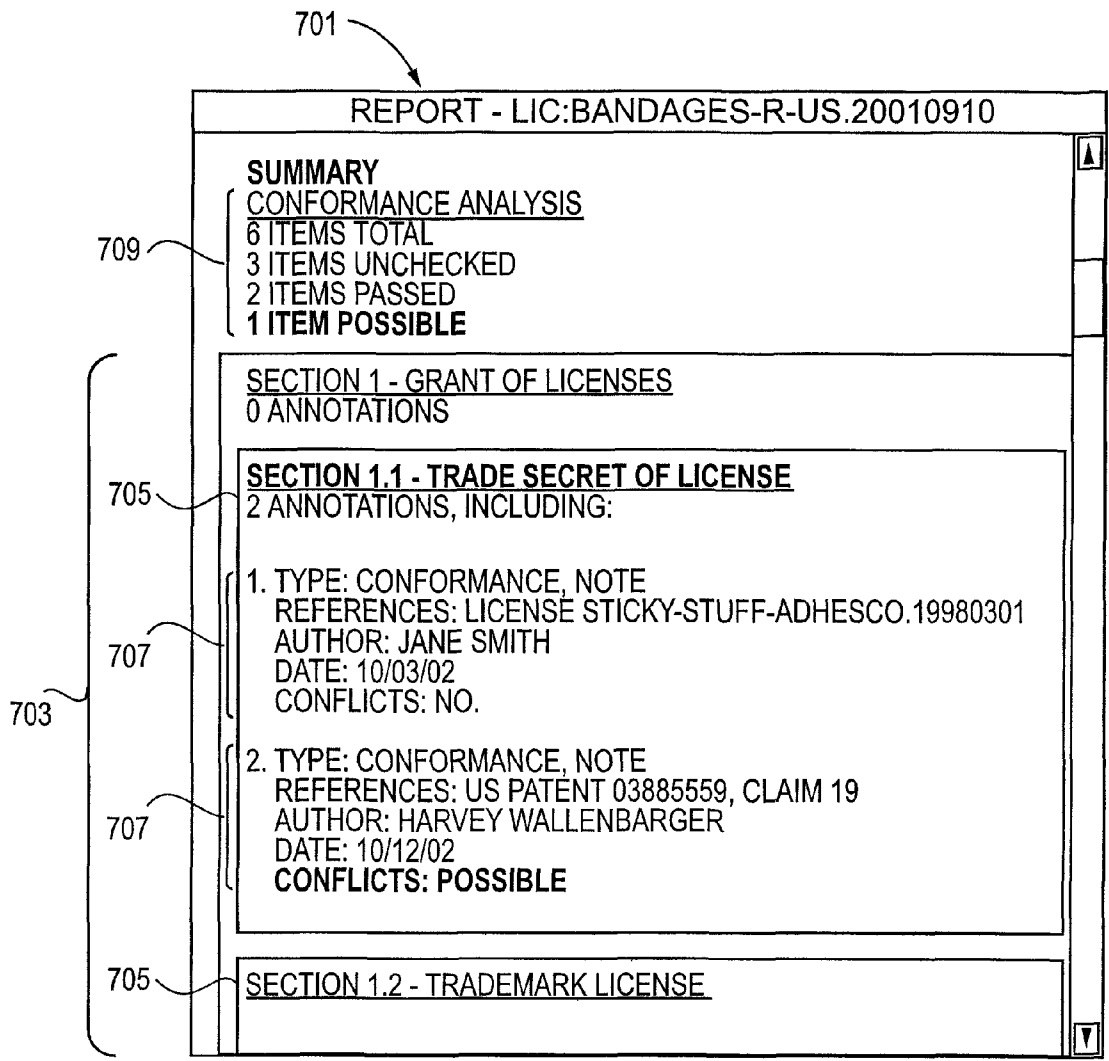 701
REPORT - LIC:BANDAGES-R-US.20010910
SUMMARY
CONFORMANCE ANALYSIS
6 ITEMS TOTAL
709
3 ITEMS UNCHECKED
2 ITEMS PASSED
1 ITEM POSSIBLE
SECTION 1 - GRANT OF LICENSES
0 ANNOTATIONS
SECTION 1.1 - TRADE SECRET OF LICENSE
705
2 ANNOTATIONS, INCLUDING:
1. TYPE: CONFORMANCE, NOTE
REFERENCES: LICENSE STICKY-STUFF-ADHESCO.19980301
707
AUTHOR: JANE SMITH
DATE: 10/03/02
CONFLICTS: NO.
703
2. TYPE: CONFORMANCE, NOTE
REFERENCES: US PATENT 03885559, CLAIM 19
707
AUTHOR: HARVEY WALLENBARGER
DATE: 10/12/02
CONFLICTS: POSSIBLE
705
SECTION 1.2 - TRADEMARK LICENSE